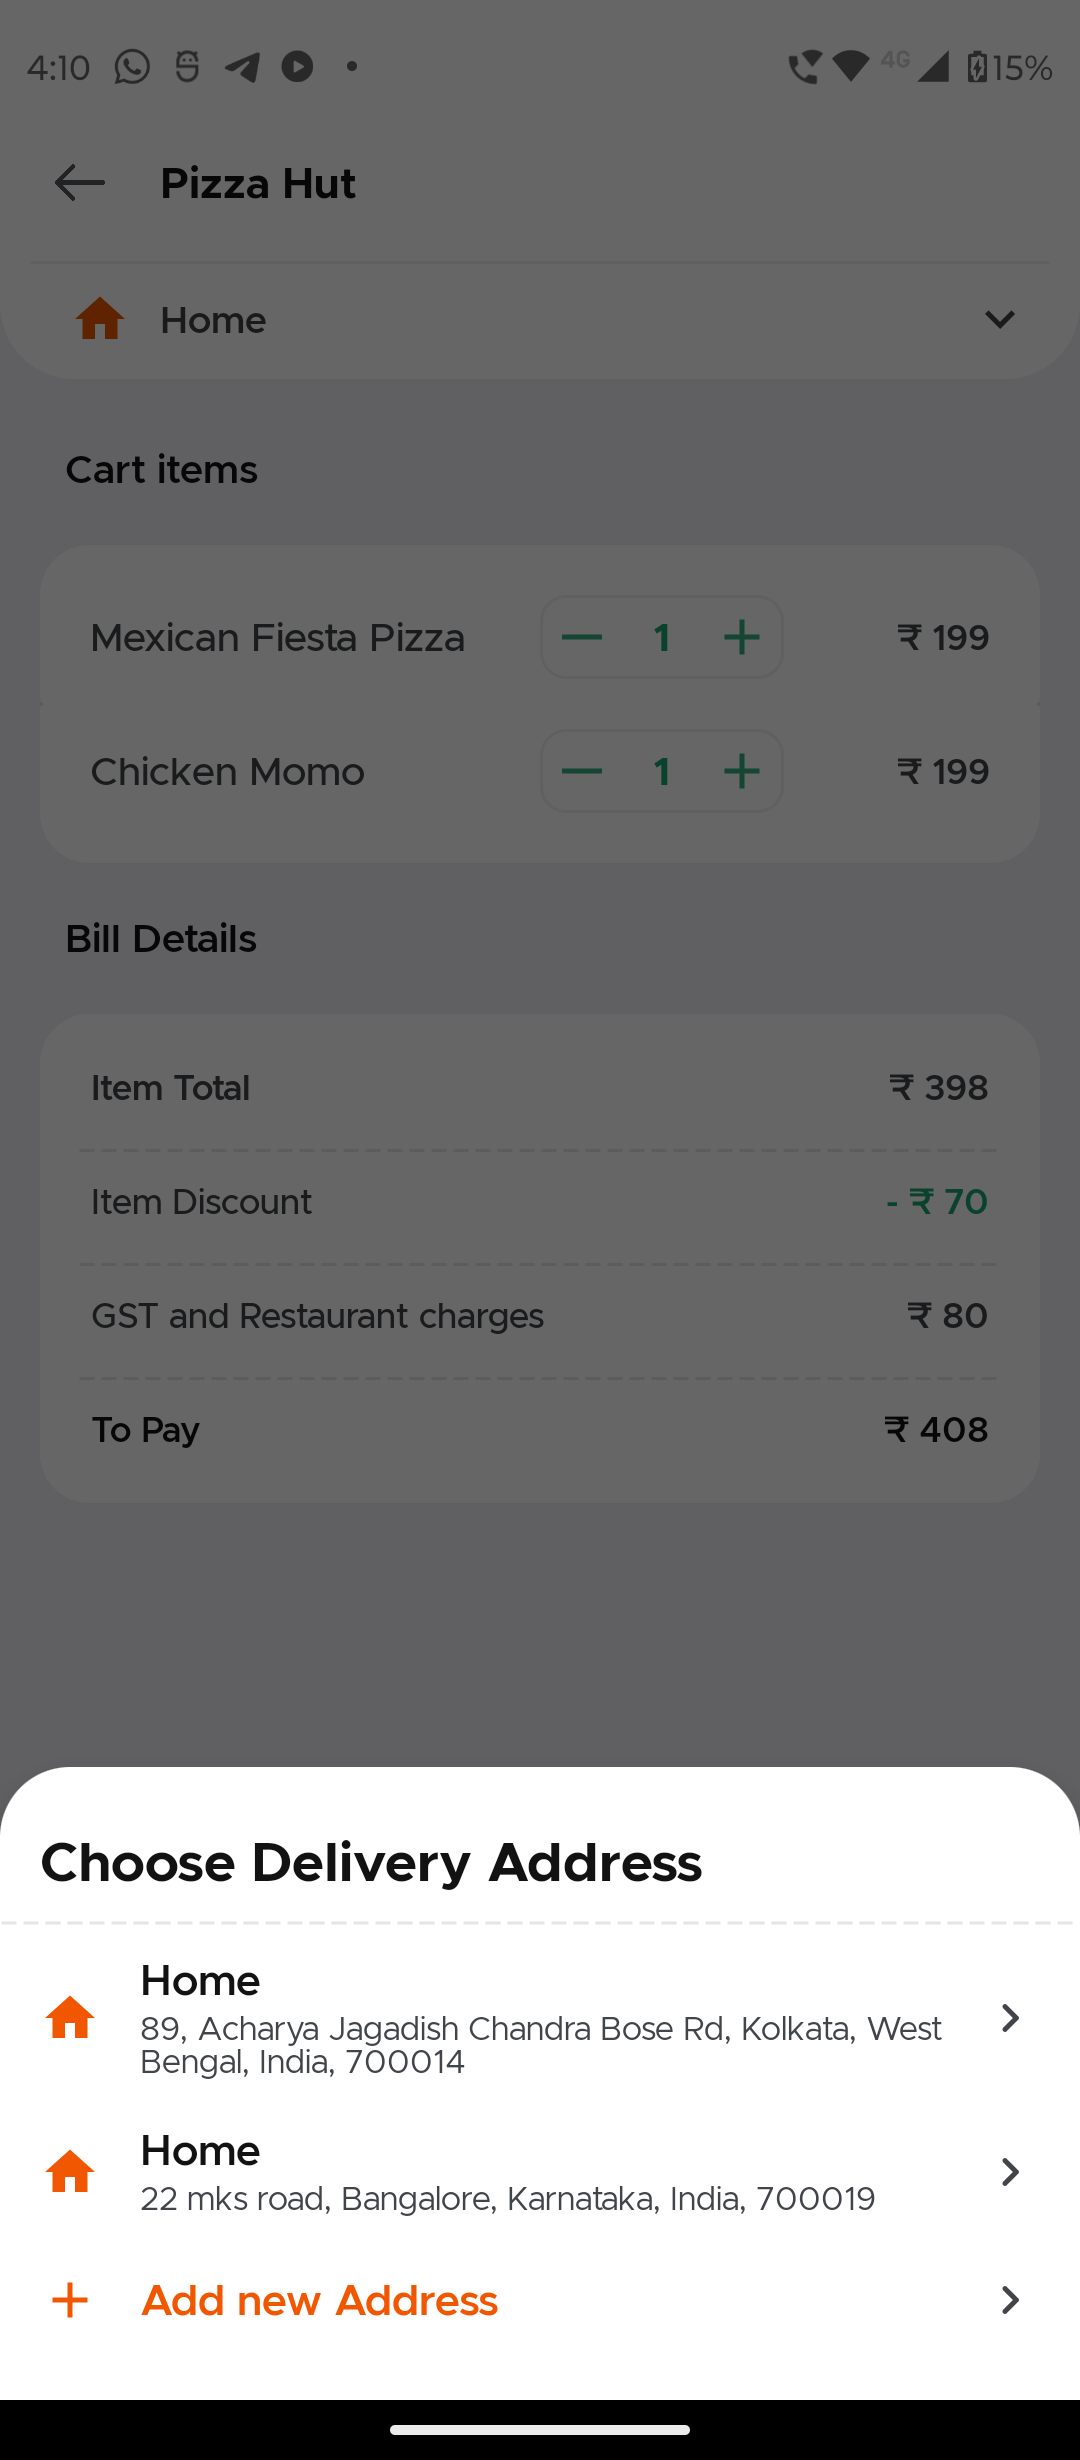 4:10
4G
15%
Pizza Hut
Home
Cart items
Mexican Fiesta Pizza 1 ₹ 199
Chicken Momo 1 ₹ 199
Bill Details
Item Total ₹ 398
Item Discount - ₹ 70
GST and Restaurant charges ₹ 80
To Pay ₹ 408
Choose Delivery Address
Home
89, Acharya Jagadish Chandra Bose Rd, Kolkata, West
Bengal, India, 700014
Home
22 mks road, Bangalore, Karnataka, India, 700019
Add new Address